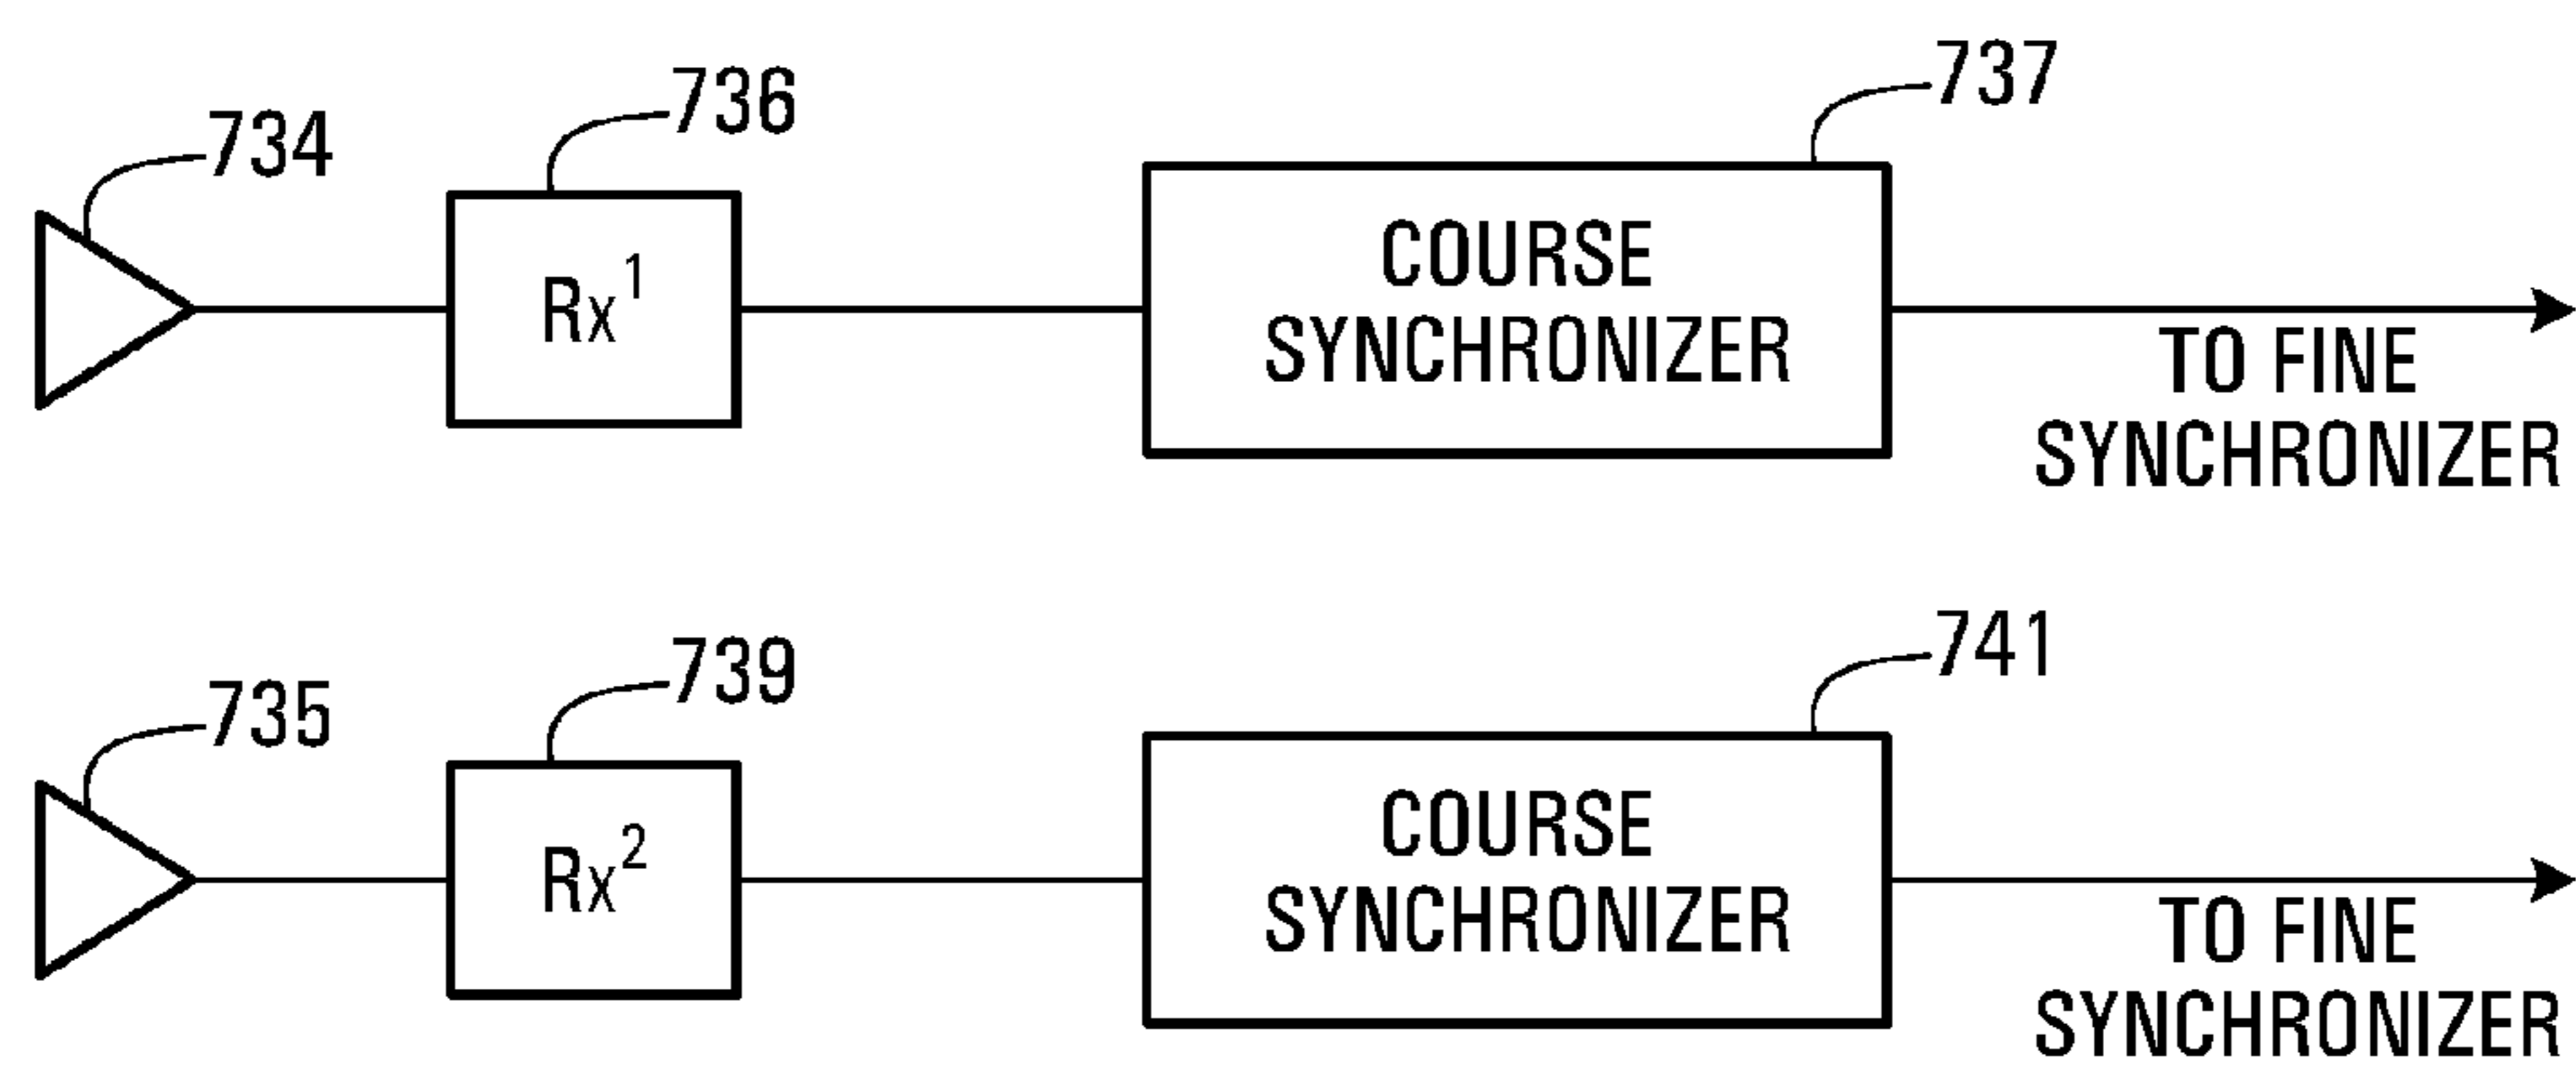 737
736
734
COURSE
Rx¹
SYNCHRONIZER
TO FINE
SYNCHRONIZER
741
739
735
COURSE
Rx²
SYNCHRONIZER
TO FINE
SYNCHRONIZER